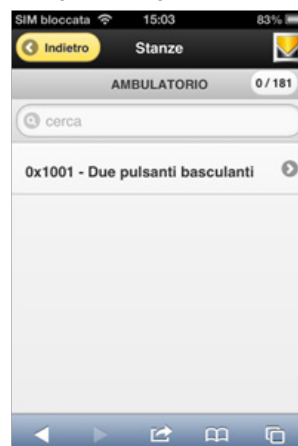 SIM bloccata 15:03 83%
Indietro Stanze
AMBULATORIO 0/181
cerca
0x1001 - Due pulsanti basculanti